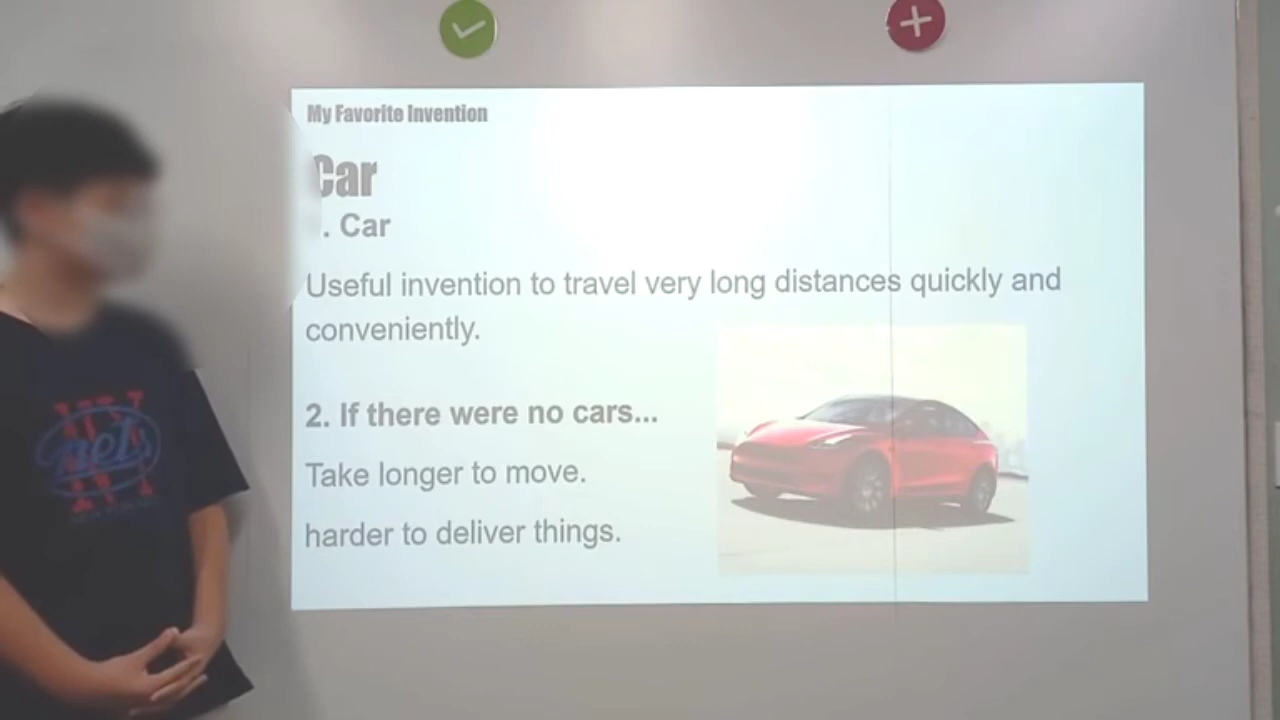 My Favorite Invention
Car
. Car
Useful invention to travel very long distances quickly and
conveniently.
2. If there were no cars...
Take longer to move.
harder to deliver things.
nets